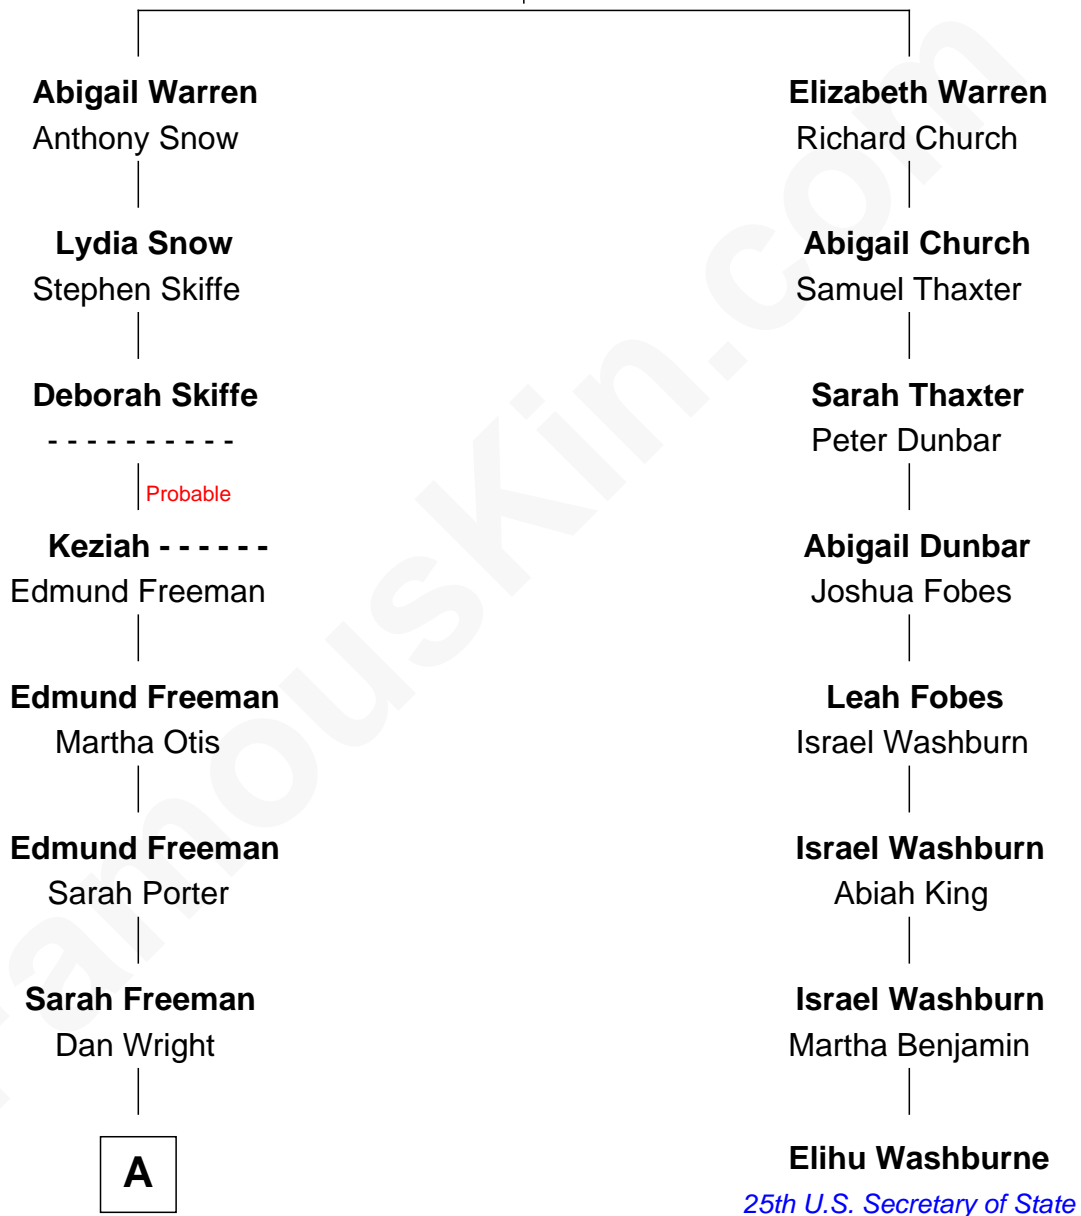 Abigail Warren
Anthony Snow
Lydia Snow
Stephen Skiffe
Deborah Skiffe
- - - - - - - - - -
Probable
Keziah - - - - - -
Edmund Freeman
Edmund Freeman
Martha Otis
Edmund Freeman
Sarah Porter
Sarah Freeman
Dan Wright
A
Elizabeth Warren
Richard Church
Abigail Church
Samuel Thaxter
Sarah Thaxter
Peter Dunbar
Abigail Dunbar
Joshua Fobes
Leah Fobes
Israel Washburn
Israel Washburn
Abiah King
Israel Washburn
Martha Benjamin
Elihu Washburne
25th U.S. Secretary of State
FamousKin.com